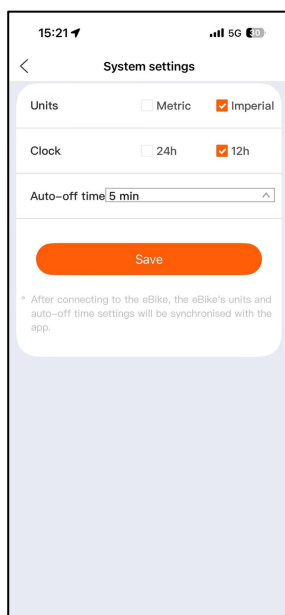 15:21 5G 30
System settings
Units Metric Imperial
Clock 24h 12h
Auto-off time 5 min
Save
* After connecting to the eBike, the eBike's units and
auto-off time settings will be synchronised with the
app.